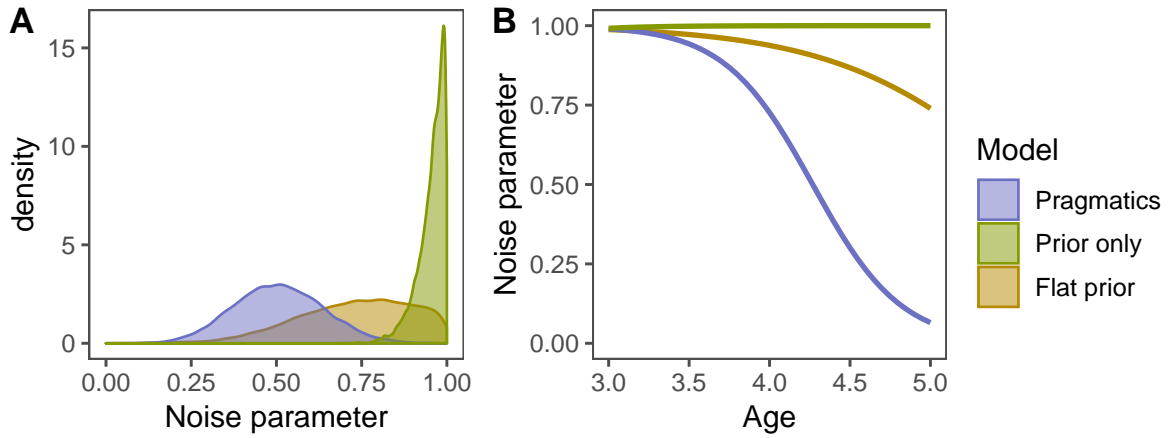 A
density
15
10
5
0
0.00 0.25 0.50 0.75 1.00
Noise parameter
B
Noise parameter
1.00
0.75
0.50
0.25
0.00
3.0 3.5 4.0 4.5 5.0
Age
Model
Pragmatics
Prior only
Flat prior